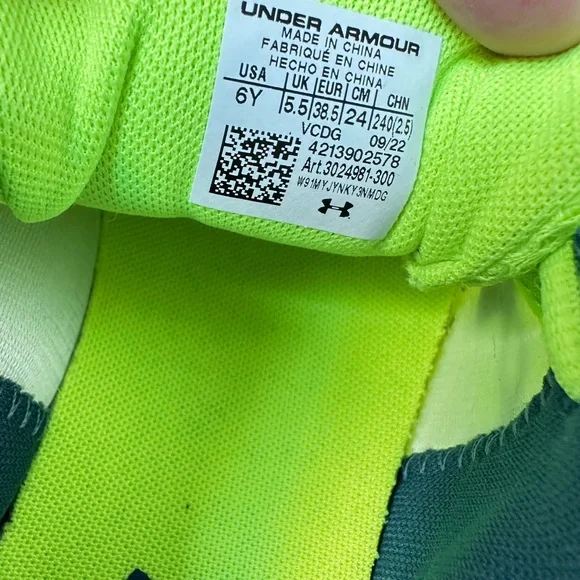 UNDER ARMOUR
MADE IN CHINA
FABRIQUÉ EN CHINE
HECHO EN CHINA
USA UK EUR CM CHN
6Y 5.5 38.5 24 240(2.5)
VCDG 09/22
4213902578
Art.3024981-300
W91MYJYNKY3NMDG